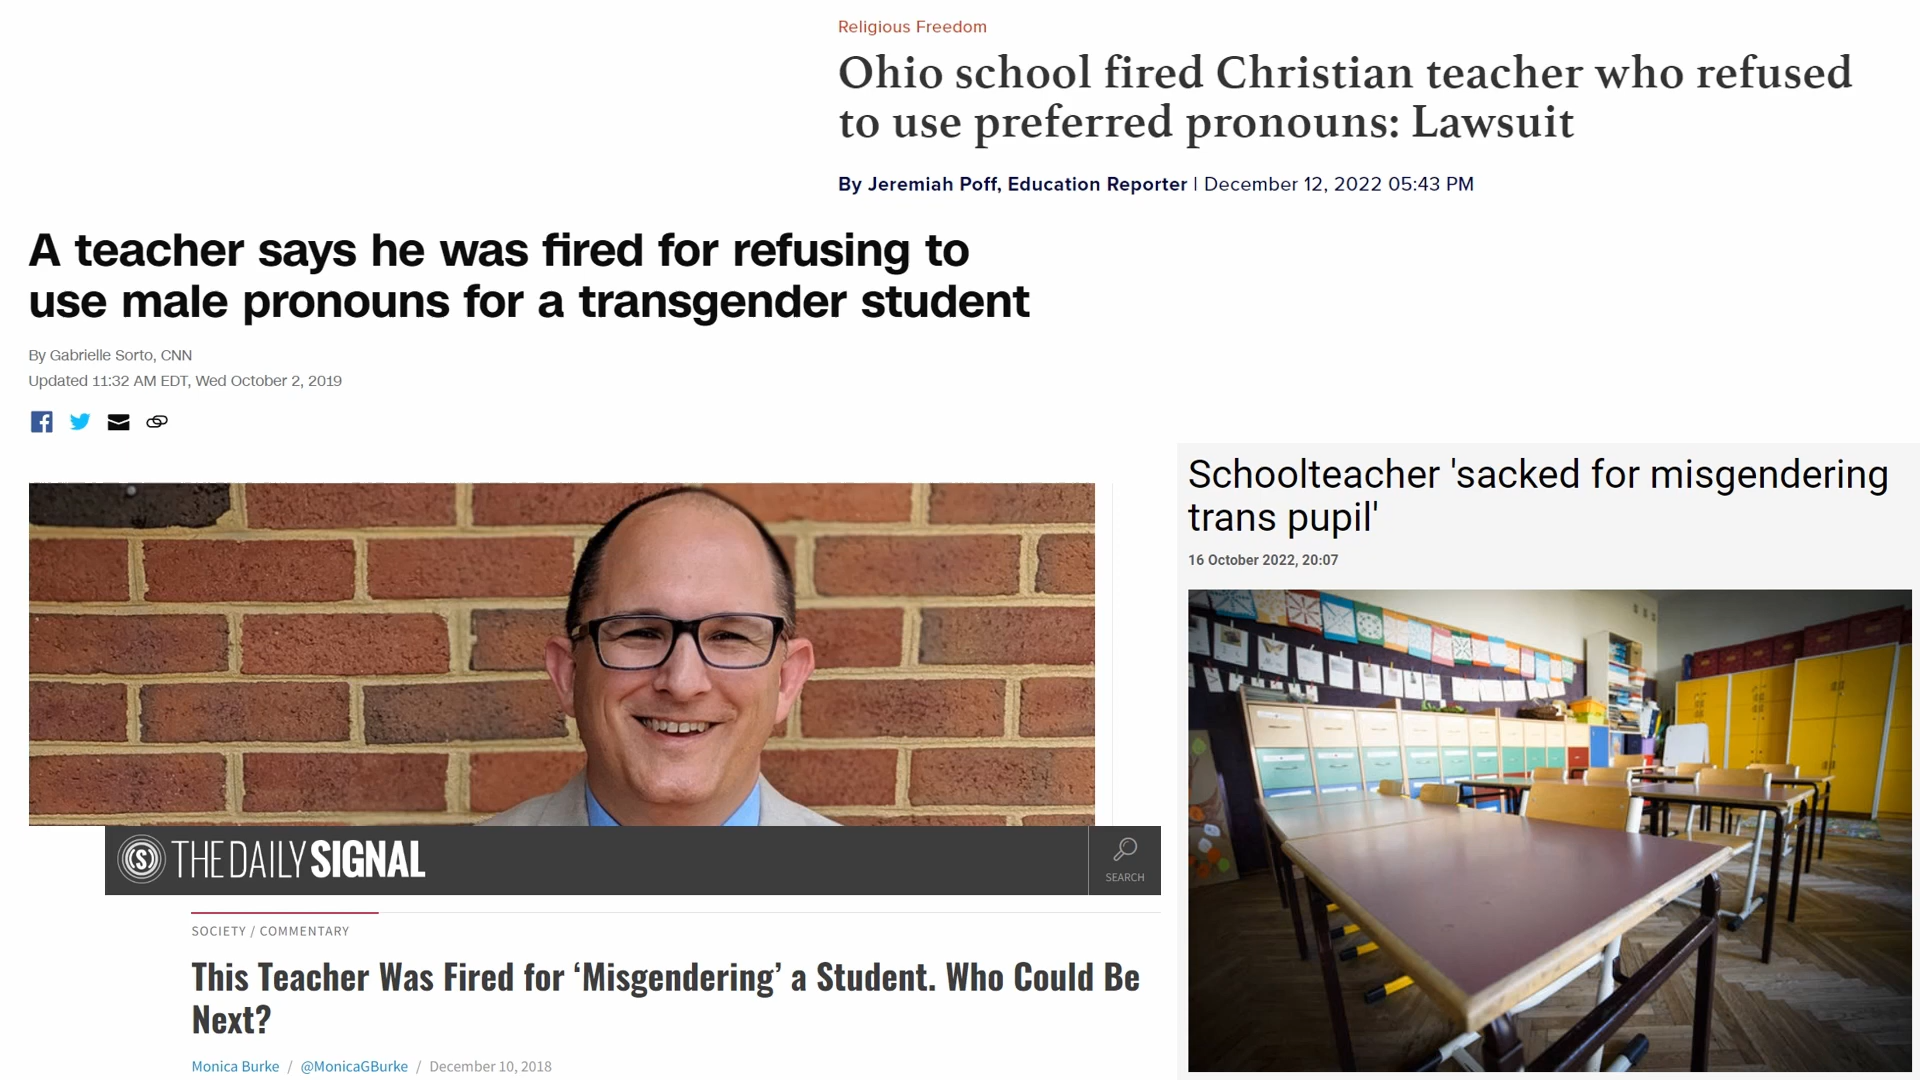 Religious Freedom
Ohio school fired Christian teacher who refused
to use preferred pronouns: Lawsuit
By Jeremiah Poff, Education Reporter | December 12, 2022 05:43 PM
A teacher says he was fired for refusing to
use male pronouns for a transgender student
By Gabrielle Sorto, CNN
Updated 11:32 AM EDT, Wed October 2, 2019
Schoolteacher 'sacked for misgendering
trans pupil'
16 October 2022, 20:07
THE DAILY SIGNAL
SEARCH
SOCIETY / COMMENTARY
This Teacher Was Fired for ‘Misgendering’ a Student. Who Could Be
Next?
Monica Burke / @MonicaGBurke / December 10, 2018